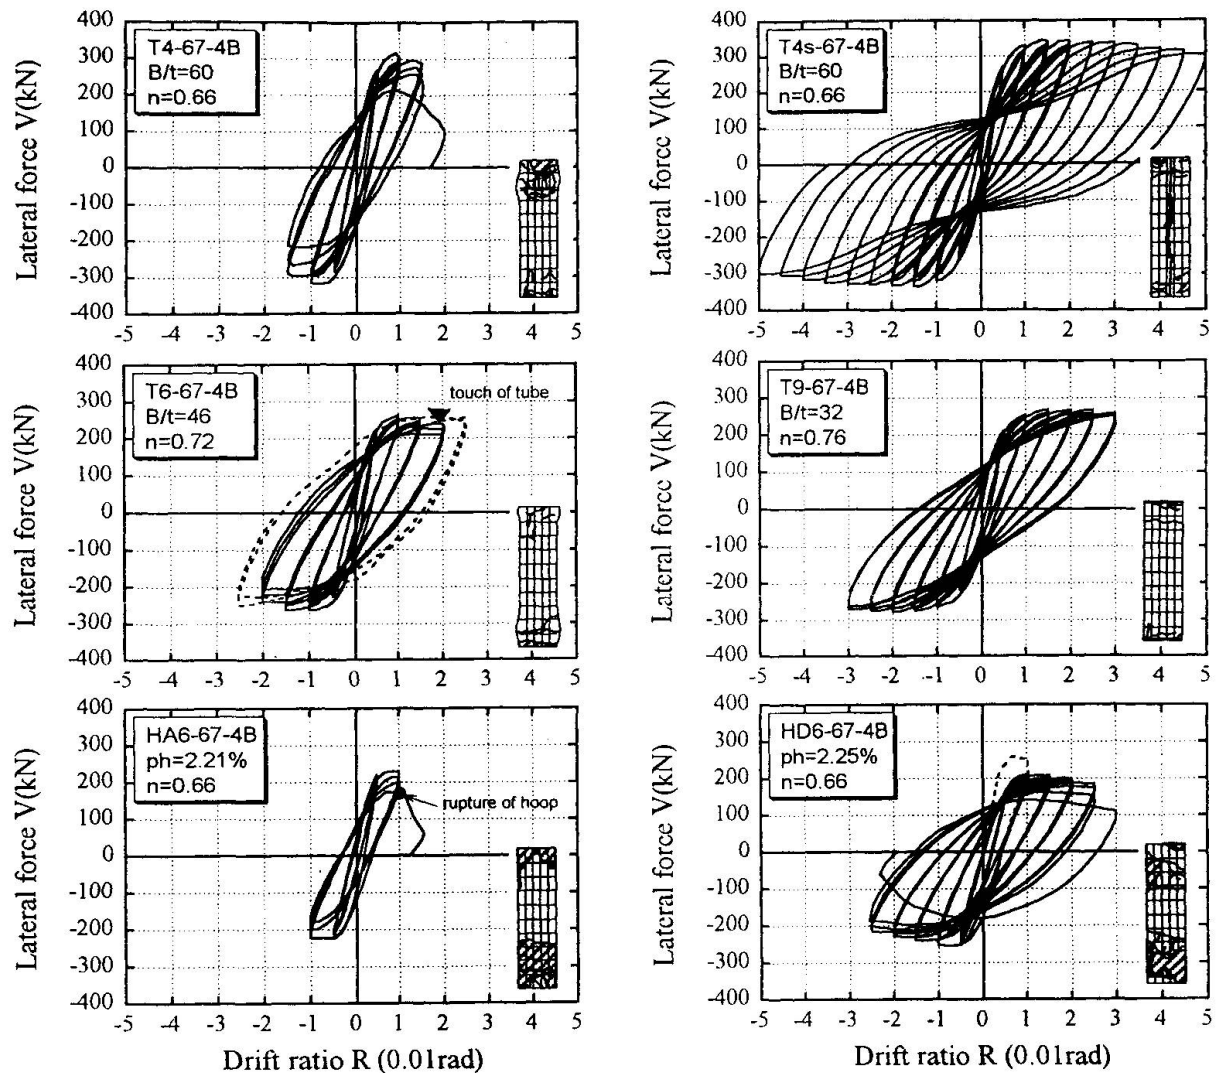 Lateral force V(kN)
400
300
200
100
0
-100
-200
-300
-400
T4-67-4B
B/t=60
n=0.66
-5 -4 -3 -2 -1 0 1 2 3 4 5
Lateral force V(kN)
400
300
200
100
0
-100
-200
-300
-400
T4s-67-4B
B/t=60
n=0.66
-5 -4 -3 -2 -1 0 1 2 3 4 5
Lateral force V(kN)
400
300
200
100
0
-100
-200
-300
-400
T6-67-4B
B/t=46
n=0.72
touch of tube
-5 -4 -3 -2 -1 0 1 2 3 4 5
Lateral force V(kN)
400
300
200
100
0
-100
-200
-300
-400
T9-67-4B
B/t=32
n=0.76
-5 -4 -3 -2 -1 0 1 2 3 4 5
Lateral force V(kN)
400
300
200
100
0
-100
-200
-300
-400
HA6-67-4B
ph=2.21%
n=0.66
rupture of hoop
-5 -4 -3 -2 -1 0 1 2 3 4 5
Drift ratio R (0.01rad)
Lateral force V(kN)
400
300
200
100
0
-100
-200
-300
-400
HD6-67-4B
ph=2.25%
n=0.66
-5 -4 -3 -2 -1 0 1 2 3 4 5
Drift ratio R (0.01rad)